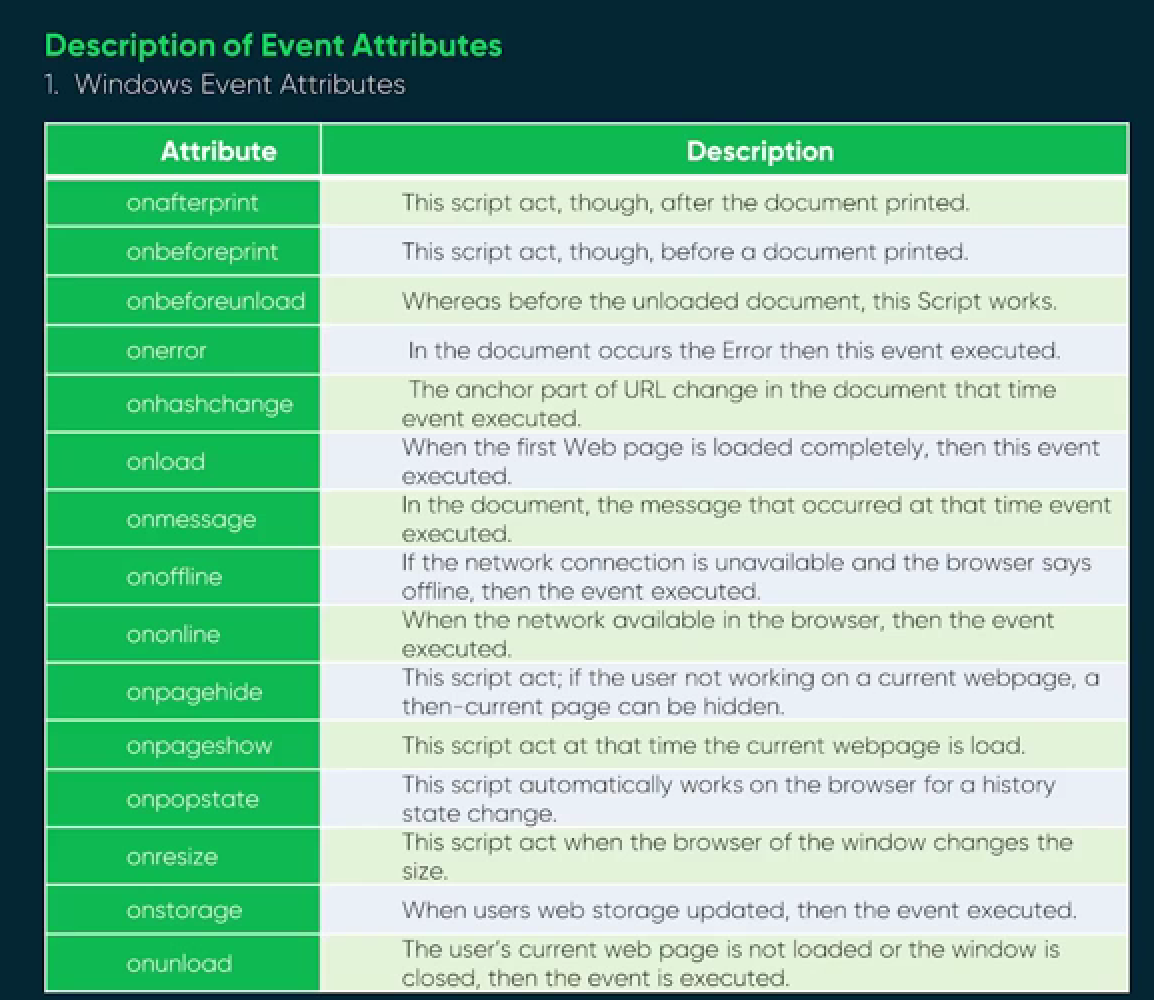 Description of Event Attributes
1. Windows Event Attributes
Attribute Description
onafterprint This script act, though, after the document printed.
onbeforeprint This script act, though, before a document printed.
onbeforeunload Whereas before the unloaded document, this Script works.
onerror In the document occurs the Error then this event executed.
onhashchange The anchor part of URL change in the document that time
event executed.
onload When the first Web page is loaded completely, then this event
executed.
onmessage In the document, the message that occurred at that time event
executed.
onoffline If the network connection is unavailable and the browser says
offline, then the event executed.
ononline When the network available in the browser, then the event
executed.
onpagehide This script act; if the user not working on a current webpage, a
then-current page can be hidden.
onpageshow This script act at that time the current webpage is load.
onpopstate This script automatically works on the browser for a history
state change.
onresize This script act when the browser of the window changes the
size.
onstorage When users web storage updated, then the event executed.
onunload The user's current web page is not loaded or the window is
closed, then the event is executed.